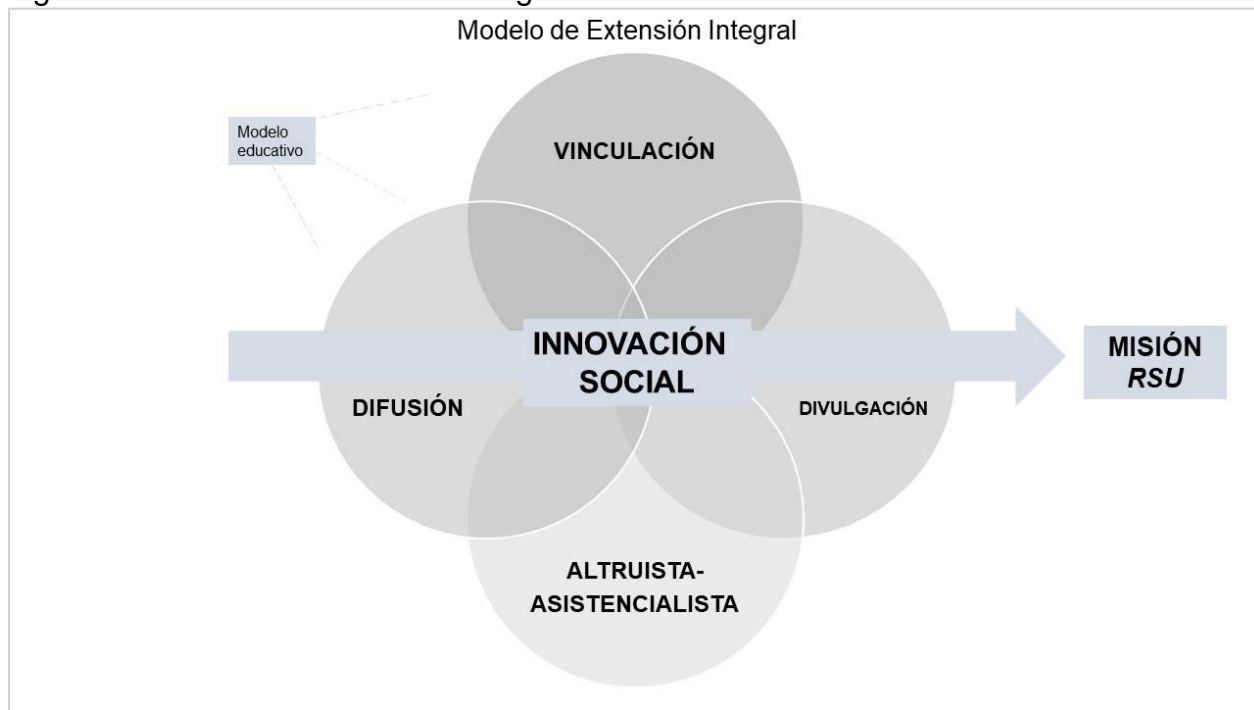 Modelo de Extensión Integral
Modelo
educativo
VINCULACIÓN
INNOVACIÓN
SOCIAL
MISIÓN
RSU
DIFUSIÓN
DIVULGACIÓN
ALTRUISTA-
ASISTENCIALISTA